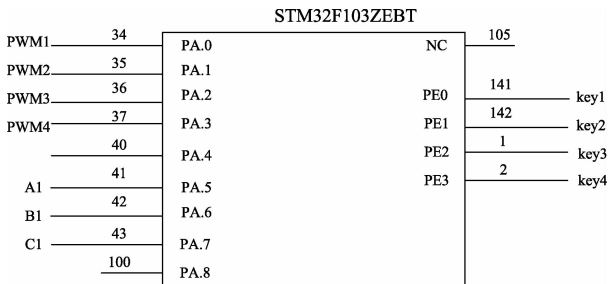 STM32F103ZEBT
PWM1 34 PA.0 NC 105
PWM2 35 PA.1
PWM3 36 PA.2 PE0 141 key1
PWM4 37 PA.3 PE1 142 key2
40 PA.4 PE2 1 key3
A1 41 PA.5 PE3 2 key4
B1 42 PA.6
C1 43 PA.7
100 PA.8